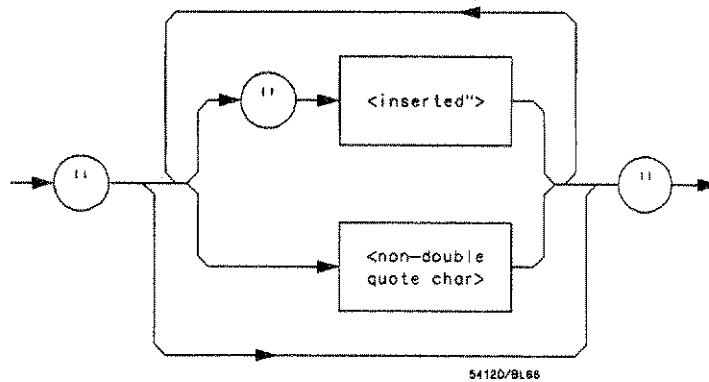 "
<inserted">
"
"
<non-double
quote char>
54120/BL66